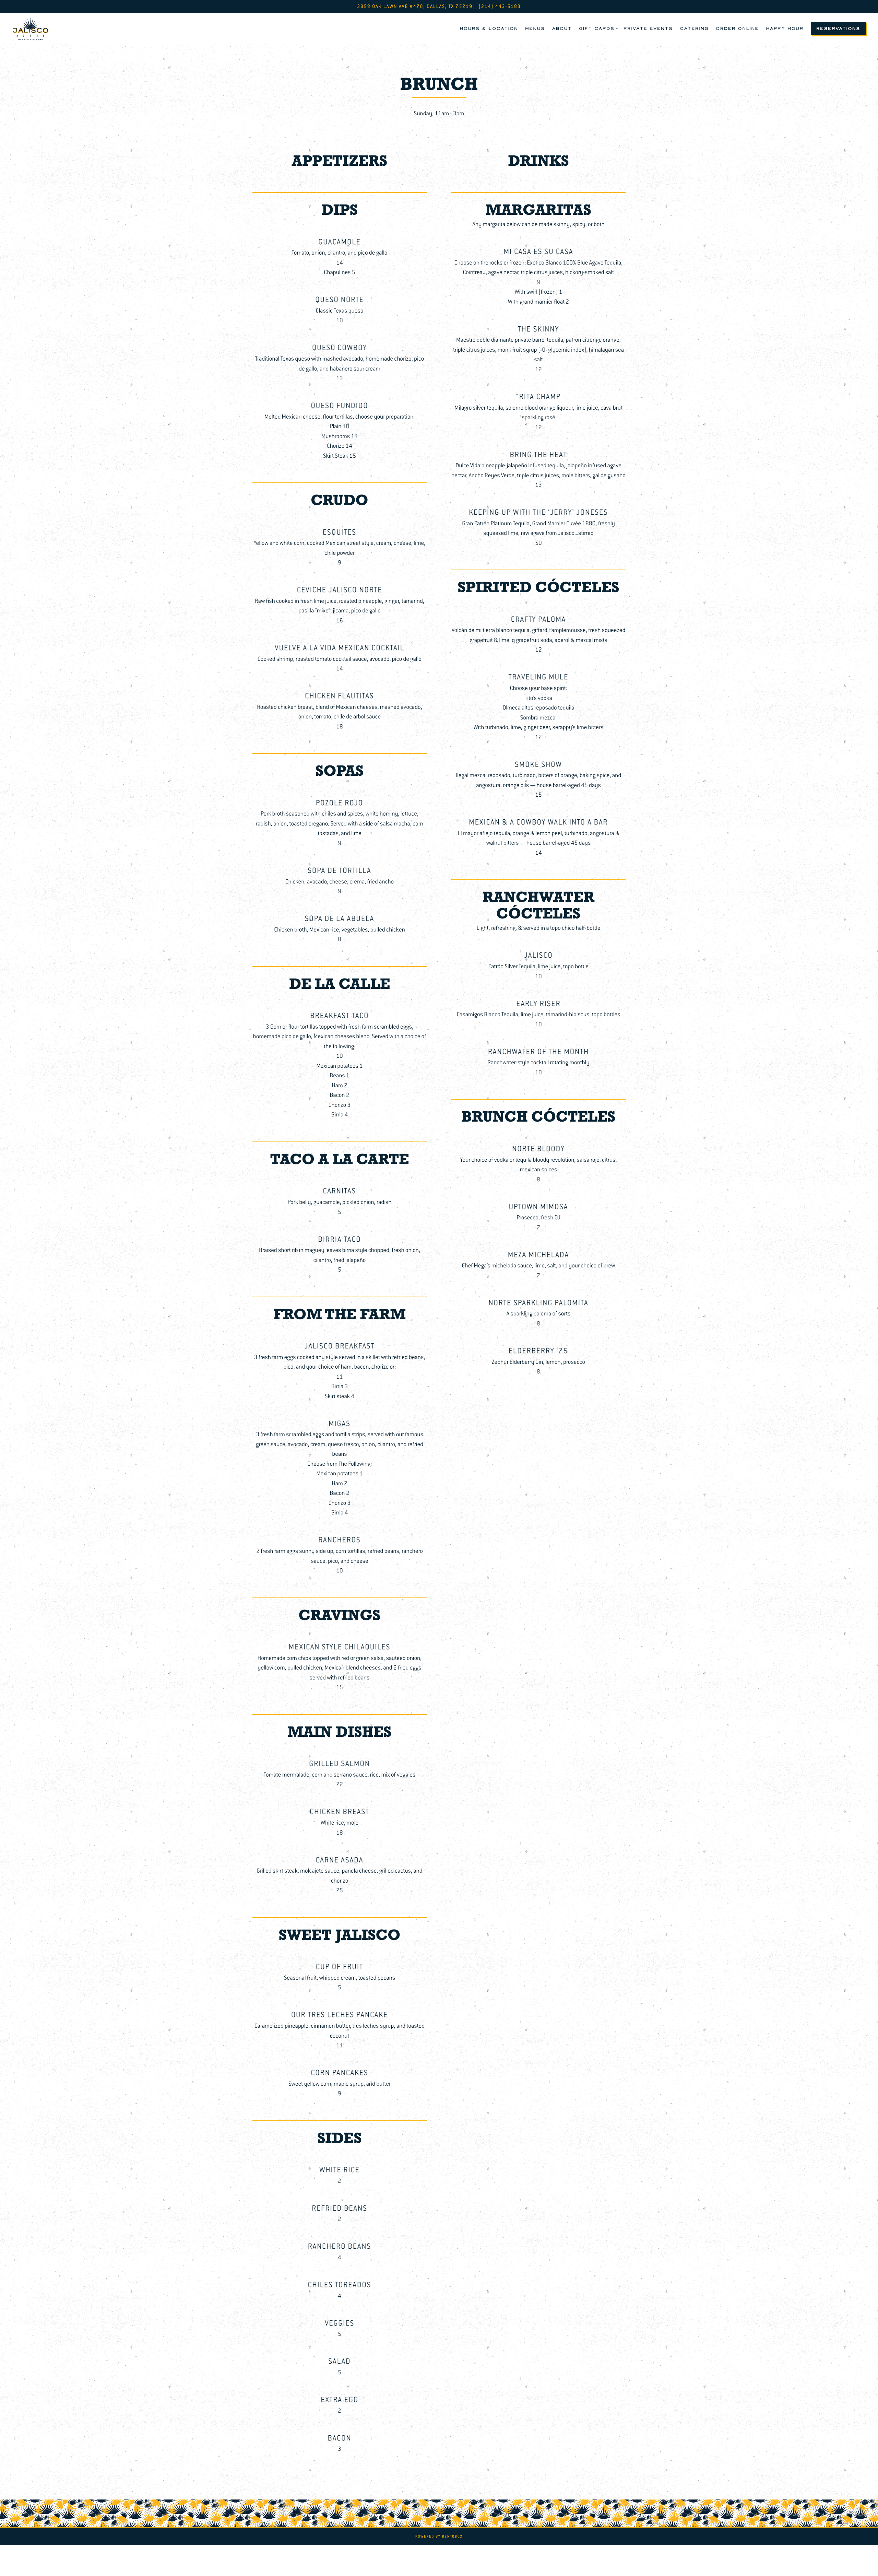 3858 OAK LAWN AVE #470, DALLAS, TX 75219 (214) 443-5183
JALISCO
NORTE
HOURS & LOCATION MENUS ABOUT GIFT CARDS PRIVATE EVENTS CATERING ORDER ONLINE HAPPY HOUR RESERVATIONS
BRUNCH
Sunday, 11am - 3pm
APPETIZERS
DIPS
GUACAMOLE
Tomato, onion, cilantro, and pico de gallo
14
Chapulines 5
QUESO NORTE
Classic Texas queso
10
QUESO COWBOY
Traditional Texas queso with mashed avocado, homemade chorizo, pico
de gallo, and habanero sour cream
13
QUESO FUNDIDO
Melted Mexican cheese, flour tortillas, choose your preparation:
Plain 10
Mushrooms 13
Chorizo 14
Skirt Steak 15
CRUDO
ESQUITES
Yellow and white corn, cooked Mexican street style, cream, cheese, lime,
chile powder
9
CEVICHE JALISCO NORTE
Raw fish cooked in fresh lime juice, roasted pineapple, ginger, tamarind,
pasilla "mixe", jicama, pico de gallo
16
VUELVE A LA VIDA MEXICAN COCKTAIL
Cooked shrimp, roasted tomato cocktail sauce, avocado, pico de gallo
14
CHICKEN FLAUTITAS
Roasted chicken breast, blend of Mexican cheeses, mashed avocado,
onion, tomato, chile de arbol sauce
18
SOPAS
POZOLE ROJO
Pork broth seasoned with chiles and spices, white hominy, lettuce,
radish, onion, toasted oregano. Served with a side of salsa macha, corn
tostadas, and lime
9
SOPA DE TORTILLA
Chicken, avocado, cheese, crema, fried ancho
9
SOPA DE LA ABUELA
Chicken broth, Mexican rice, vegetables, pulled chicken
8
DE LA CALLE
BREAKFAST TACO
3 Gorn or flour tortillas topped with fresh farm scrambled eggs,
homemade pico de gallo, Mexican cheeses blend. Served with a choice of
the following:
10
Mexican potatoes 1
Beans 1
Ham 2
Bacon 2
Chorizo 3
Birria 4
TACO A LA CARTE
CARNITAS
Pork belly, guacamole, pickled onion, radish
5
BIRRIA TACO
Braised short rib in maguey leaves birria style chopped, fresh onion,
cilantro, fried jalapeño
5
FROM THE FARM
JALISCO BREAKFAST
3 fresh farm eggs cooked any style served in a skillet with refried beans,
pico, and your choice of ham, bacon, chorizo or:
11
Birria 3
Skirt steak 4
MIGAS
3 fresh farm scrambled eggs and tortilla strips, served with our famous
green sauce, avocado, cream, queso fresco, onion, cilantro, and refried
beans
Choose from The Following:
Mexican potatoes 1
Ham 2
Bacon 2
Chorizo 3
Birria 4
RANCHEROS
2 fresh farm eggs sunny side up, corn tortillas, refried beans, ranchero
sauce, pico, and cheese
10
CRAVINGS
MEXICAN STYLE CHILAQUILES
Homemade corn chips topped with red or green salsa, sautéed onion,
yellow corn, pulled chicken, Mexican blend cheeses, and 2 fried eggs
served with refried beans
15
MAIN DISHES
GRILLED SALMON
Tomate mermalade, corn and serrano sauce, rice, mix of veggies
22
CHICKEN BREAST
White rice, mole
18
CARNE ASADA
Grilled skirt steak, molcajete sauce, panela cheese, grilled cactus, and
chorizo
25
SWEET JALISCO
CUP OF FRUIT
Seasonal fruit, whipped cream, toasted pecans
5
OUR TRES LECHES PANCAKE
Caramelized pineapple, cinnamon butter, tres leches syrup, and toasted
coconut
11
CORN PANCAKES
Sweet yellow corn, maple syrup, and butter
9
SIDES
WHITE RICE
2
REFRIED BEANS
2
RANCHERO BEANS
4
CHILES TOREADOS
4
VEGGIES
5
SALAD
5
EXTRA EGG
2
BACON
3
DRINKS
MARGARITAS
Any margarita below can be made skinny, spicy, or both
MI CASA ES SU CASA
Choose on the rocks or frozen; Exotico Blanco 100% Blue Agave Tequila,
Cointreau, agave nectar, triple citrus juices, hickory-smoked salt
9
With swirl (frozen) 1
With grand marnier float 2
THE SKINNY
Maestro doble diamante private barrel tequila, patron citronge orange,
triple citrus juices, monk fruit syrup (-0- glycemic index), himalayan sea
salt
12
"RITA CHAMP
Milagro silver tequila, solerno blood orange liqueur, lime juice, cava brut
sparkling rosé
12
BRING THE HEAT
Dulce Vida pineapple-jalapeño infused tequila, jalapeño infused agave
nectar, Ancho Reyes Verde, triple citrus juices, mole bitters, gal de gusano
13
KEEPING UP WITH THE 'JERRY' JONESES
Gran Patrón Platinum Tequila, Grand Marnier Cuvée 1880, freshly
squeezed lime, raw agave from Jalisco...stirred
50
SPIRITED CÓCTELES
CRAFTY PALOMA
Volcán de mi tierra blanco tequila, giffard Pamplemousse, fresh squeezed
grapefruit & lime, q grapefruit soda, aperol & mezcal mists
12
TRAVELING MULE
Choose your base spirit:
Tito's vodka
Olmeca altos reposado tequila
Sombra mezcal
With turbinado, lime, ginger beer, scrappy's lime bitters
12
SMOKE SHOW
Ilegal mezcal reposado, turbinado, bitters of orange, baking spice, and
angostura, orange oils — house barrel-aged 45 days
15
MEXICAN & A COWBOY WALK INTO A BAR
El mayor añejo tequila, orange & lemon peel, turbinado, angostura &
walnut bitters — house barrel-aged 45 days
14
RANCHWATER
CÓCTELES
Light, refreshing, & served in a topo chico half-bottle
JALISCO
Patrón Silver Tequila, lime juice, topo bottle
10
EARLY RISER
Casamigos Blanco Tequila, lime juice, tamarind-hibiscus, topo bottles
10
RANCHWATER OF THE MONTH
Ranchwater-style cocktail rotating monthly
10
BRUNCH CÓCTELES
NORTE BLOODY
Your choice of vodka or tequila bloody revolution, salsa rojo, citrus,
mexican spices
8
UPTOWN MIMOSA
Prosecco, fresh OJ
7
MEZA MICHELADA
Chef Mega's michelada sauce, lime, salt, and your choice of brew
7
NORTE SPARKLING PALOMITA
A sparkling paloma of sorts
8
ELDERBERRY '75
Zephyr Elderberry Gin, lemon, prosecco
8
POWERED BY BENTOBOX